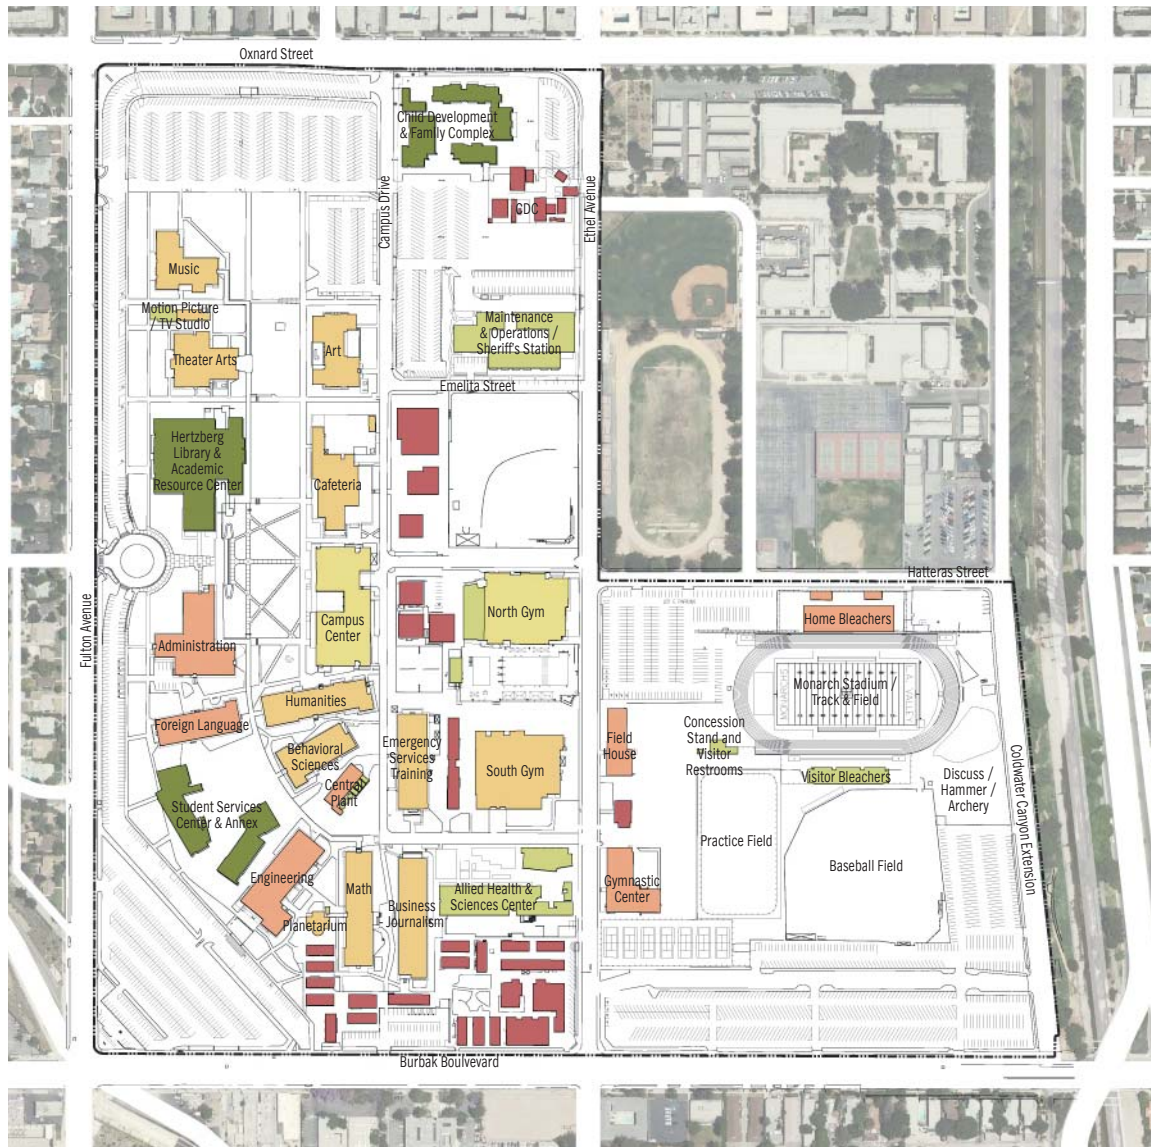 Oxnard Street
Child Development
& Family Complex
Campus Drive
Ethel Avenue
CDC
Music
Motion Picture
/ TV Studio
Theater Arts
Art
Maintenance
& Operations /
Sheriff's Station
Emelita Street
Hertzberg
Library &
Academic
Resource Center
Cafeteria
Hatteras Street
Fulton Avenue
Administration
Campus
Center
North Gym
Home Bleachers
Monarch Stadium /
Track & Field
Humanities
Foreign Language
Behavioral
Sciences
Central
Plant
Emergency
Services
Training
South Gym
Field
House
Concession
Stand and
Visitor
Restrooms
Visitor Bleachers
Discuss /
Hammer /
Archery
Coldwater Canyon Extension
Student Services
Center & Annex
Practice Field
Baseball Field
Engineering
Math
Planetarium
Business
Journalism
Allied Health &
Sciences Center
Gymnastic
Center
Burbak Boulvevard